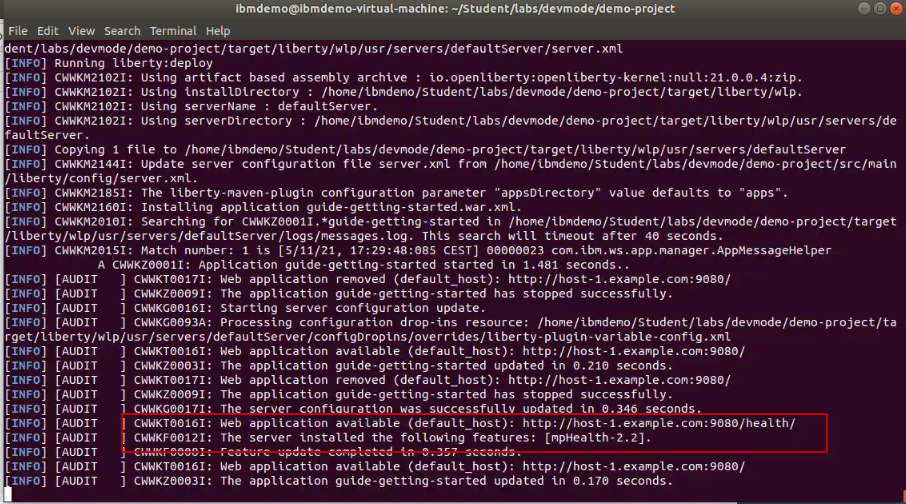 ibmdemo@ibmdemo-virtual-machine: ~/Student/labs/devmode/demo-project
File Edit View Search Terminal Help
dent/labs/devmode/demo-project/target/liberty/wlp/usr/servers/defaultServer/server.xml
[INFO] Running liberty:deploy
[INFO] CWWKM2102I: Using artifact based assembly archive : io.openliberty:openliberty-kernel:null:21.0.0.4:zip.
[INFO] CWWKM2102I: Using installDirectory : /home/ibmdemo/Student/labs/devmode/demo-project/target/liberty/wlp.
[INFO] CWWKM2102I: Using serverName : defaultServer.
[INFO] CWWKM2102I: Using serverDirectory : /home/ibmdemo/Student/labs/devmode/demo-project/target/liberty/wlp/usr/servers/de
faultServer.
[INFO] Copying 1 file to /home/ibmdemo/Student/labs/devmode/demo-project/target/liberty/wlp/usr/servers/defaultServer
[INFO] CWWKM2144I: Update server configuration file server.xml from /home/ibmdemo/Student/labs/devmode/demo-project/src/main
/liberty/config/server.xml.
[INFO] CWWKM2185I: The liberty-maven-plugin configuration parameter "appsDirectory" value defaults to "apps".
[INFO] CWWKM2160I: Installing application guide-getting-started.war.xml.
[INFO] CWWKM2010I: Searching for CWWKZ0001I.*guide-getting-started in /home/ibmdemo/Student/labs/devmode/demo-project/target
/liberty/wlp/usr/servers/defaultServer/logs/messages.log. This search will timeout after 40 seconds.
[INFO] CWWKM2015I: Match number: 1 is [5/11/21, 17:29:48:085 CEST] 00000023 com.ibm.ws.app.manager.AppMessageHelper
A CWWKZ0001I: Application guide-getting-started started in 1.481 seconds..
[INFO] [AUDIT ] CWWKT0017I: Web application removed (default_host): http://host-1.example.com:9080/
[INFO] [AUDIT ] CWWKZ0009I: The application guide-getting-started has stopped successfully.
[INFO] [AUDIT ] CWWKG0016I: Starting server configuration update.
[INFO] [AUDIT ] CWWKG0093A: Processing configuration drop-ins resource: /home/ibmdemo/Student/labs/devmode/demo-project/ta
rget/liberty/wlp/usr/servers/defaultServer/configDropins/overrides/liberty-plugin-variable-config.xml
[INFO] [AUDIT ] CWWKT0016I: Web application available (default_host): http://host-1.example.com:9080/
[INFO] [AUDIT ] CWWKZ0003I: The application guide-getting-started updated in 0.210 seconds.
[INFO] [AUDIT ] CWWKT0017I: Web application removed (default_host): http://host-1.example.com:9080/
[INFO] [AUDIT ] CWWKZ0009I: The application guide-getting-started has stopped successfully.
[INFO] [AUDIT ] CWWKG0017I: The server configuration was successfully updated in 0.346 seconds.
[INFO] [AUDIT ] CWWKT0016I: Web application available (default_host): http://host-1.example.com:9080/health/
[INFO] [AUDIT ] CWWKF0012I: The server installed the following features: [mpHealth-2.2].
[INFO] [AUDIT ] CWWKF0008I: Feature update completed in 0.357 seconds.
[INFO] [AUDIT ] CWWKT0016I: Web application available (default_host): http://host-1.example.com:9080/
[INFO] [AUDIT ] CWWKZ0003I: The application guide-getting-started updated in 0.170 seconds.